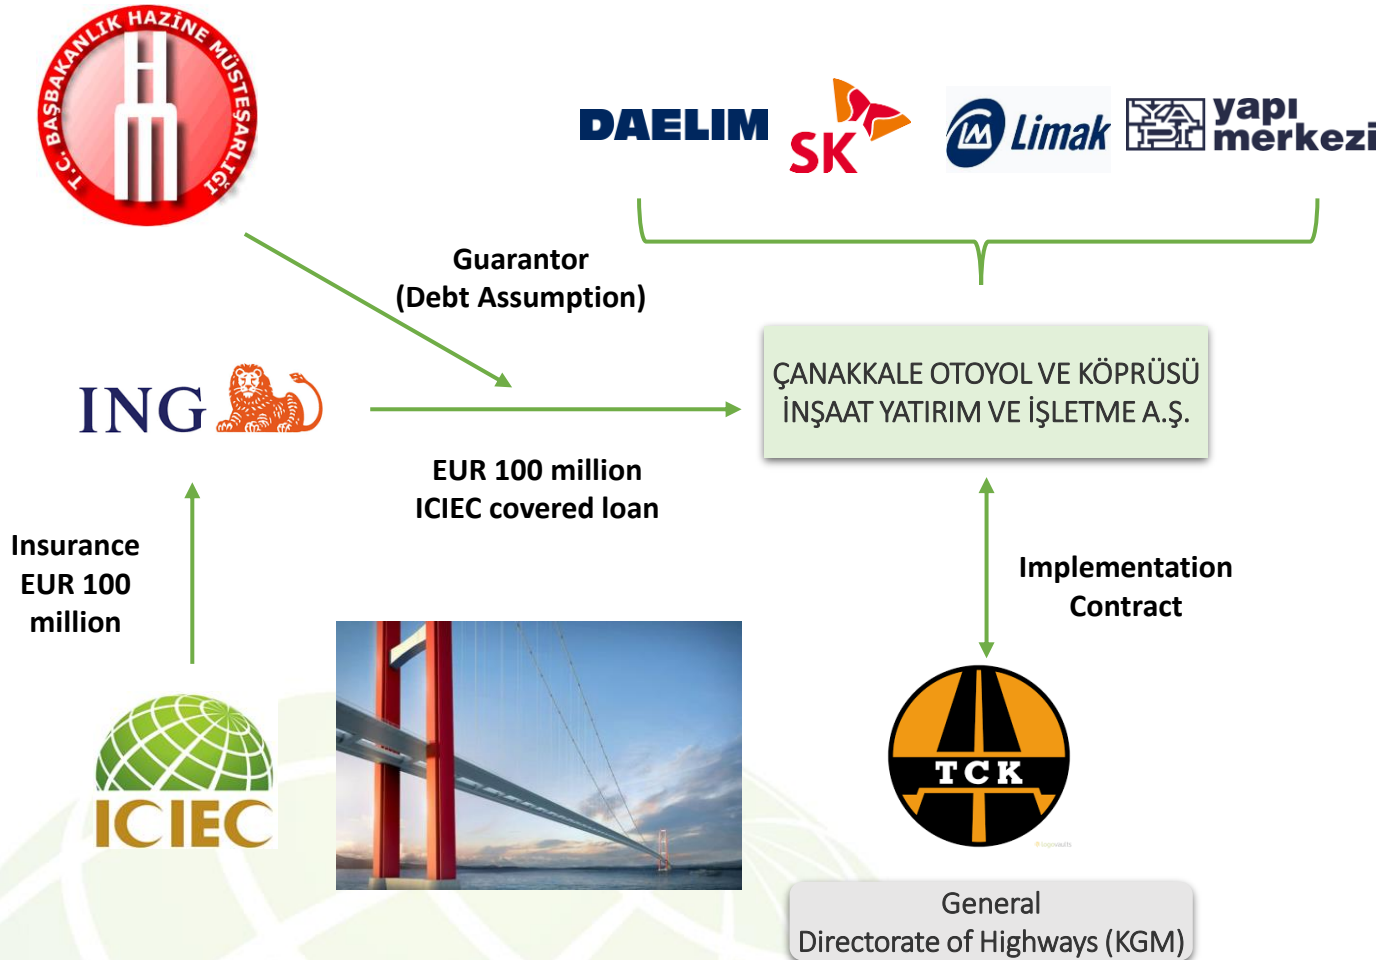 T.C. BAŞBAKANLIK HAZİNE MÜSTEŞARLIĞI
DAELIM
SK
LM
Limak
YAPI
yapı
merkezi
Guarantor
(Debt Assumption)
ÇANAKKALE OTOYOL VE KÖPRÜSÜ
İNŞAAT YATIRIM VE İŞLETME A.Ş.
ING
EUR 100 million
ICIEC covered loan
Insurance
EUR 100
million
Implementation
Contract
ICIEC
TCK
General
Directorate of Highways (KGM)